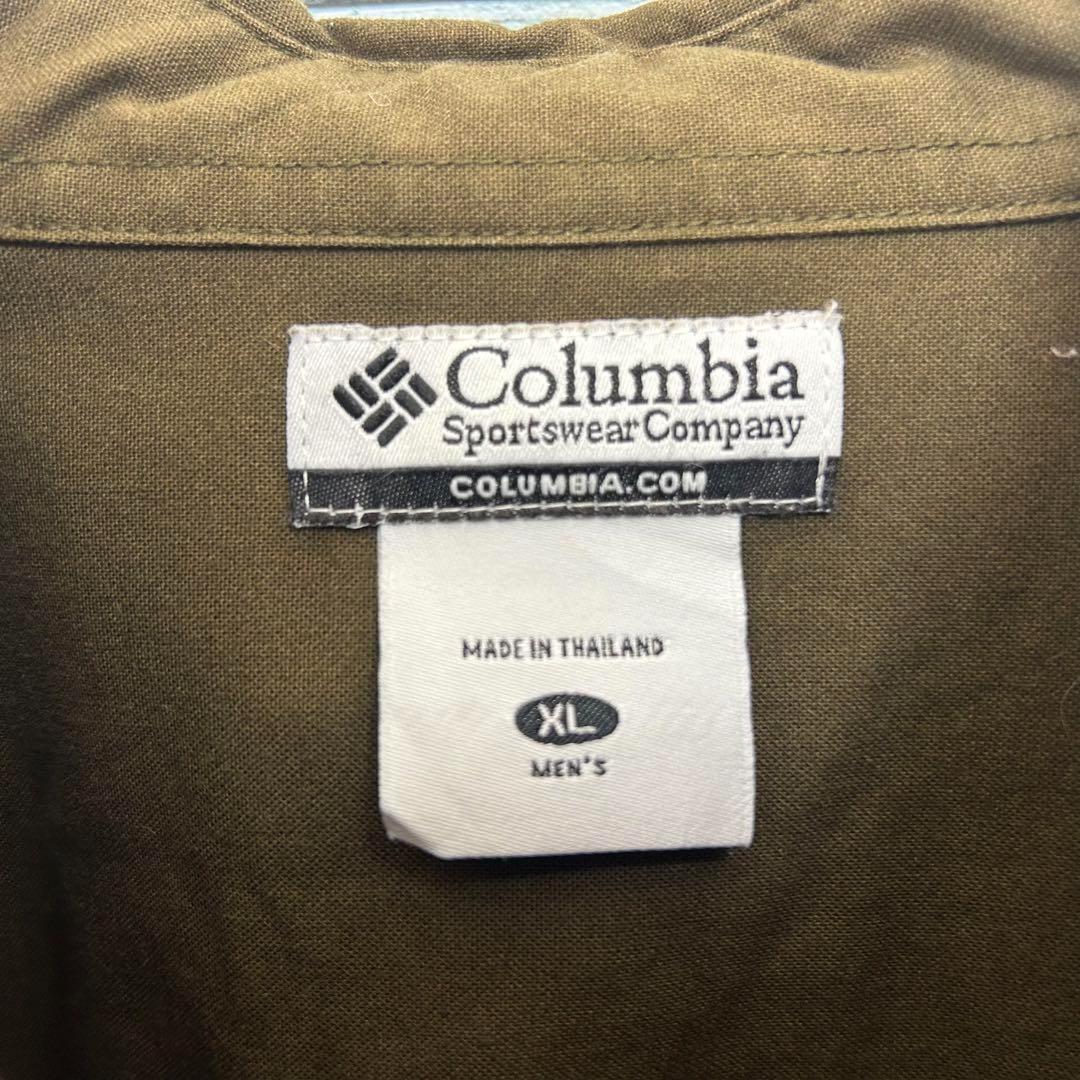 Columbia
Sportswear Company
COLUMBIA.COM
MADE IN THAILAND
XL
MEN'S